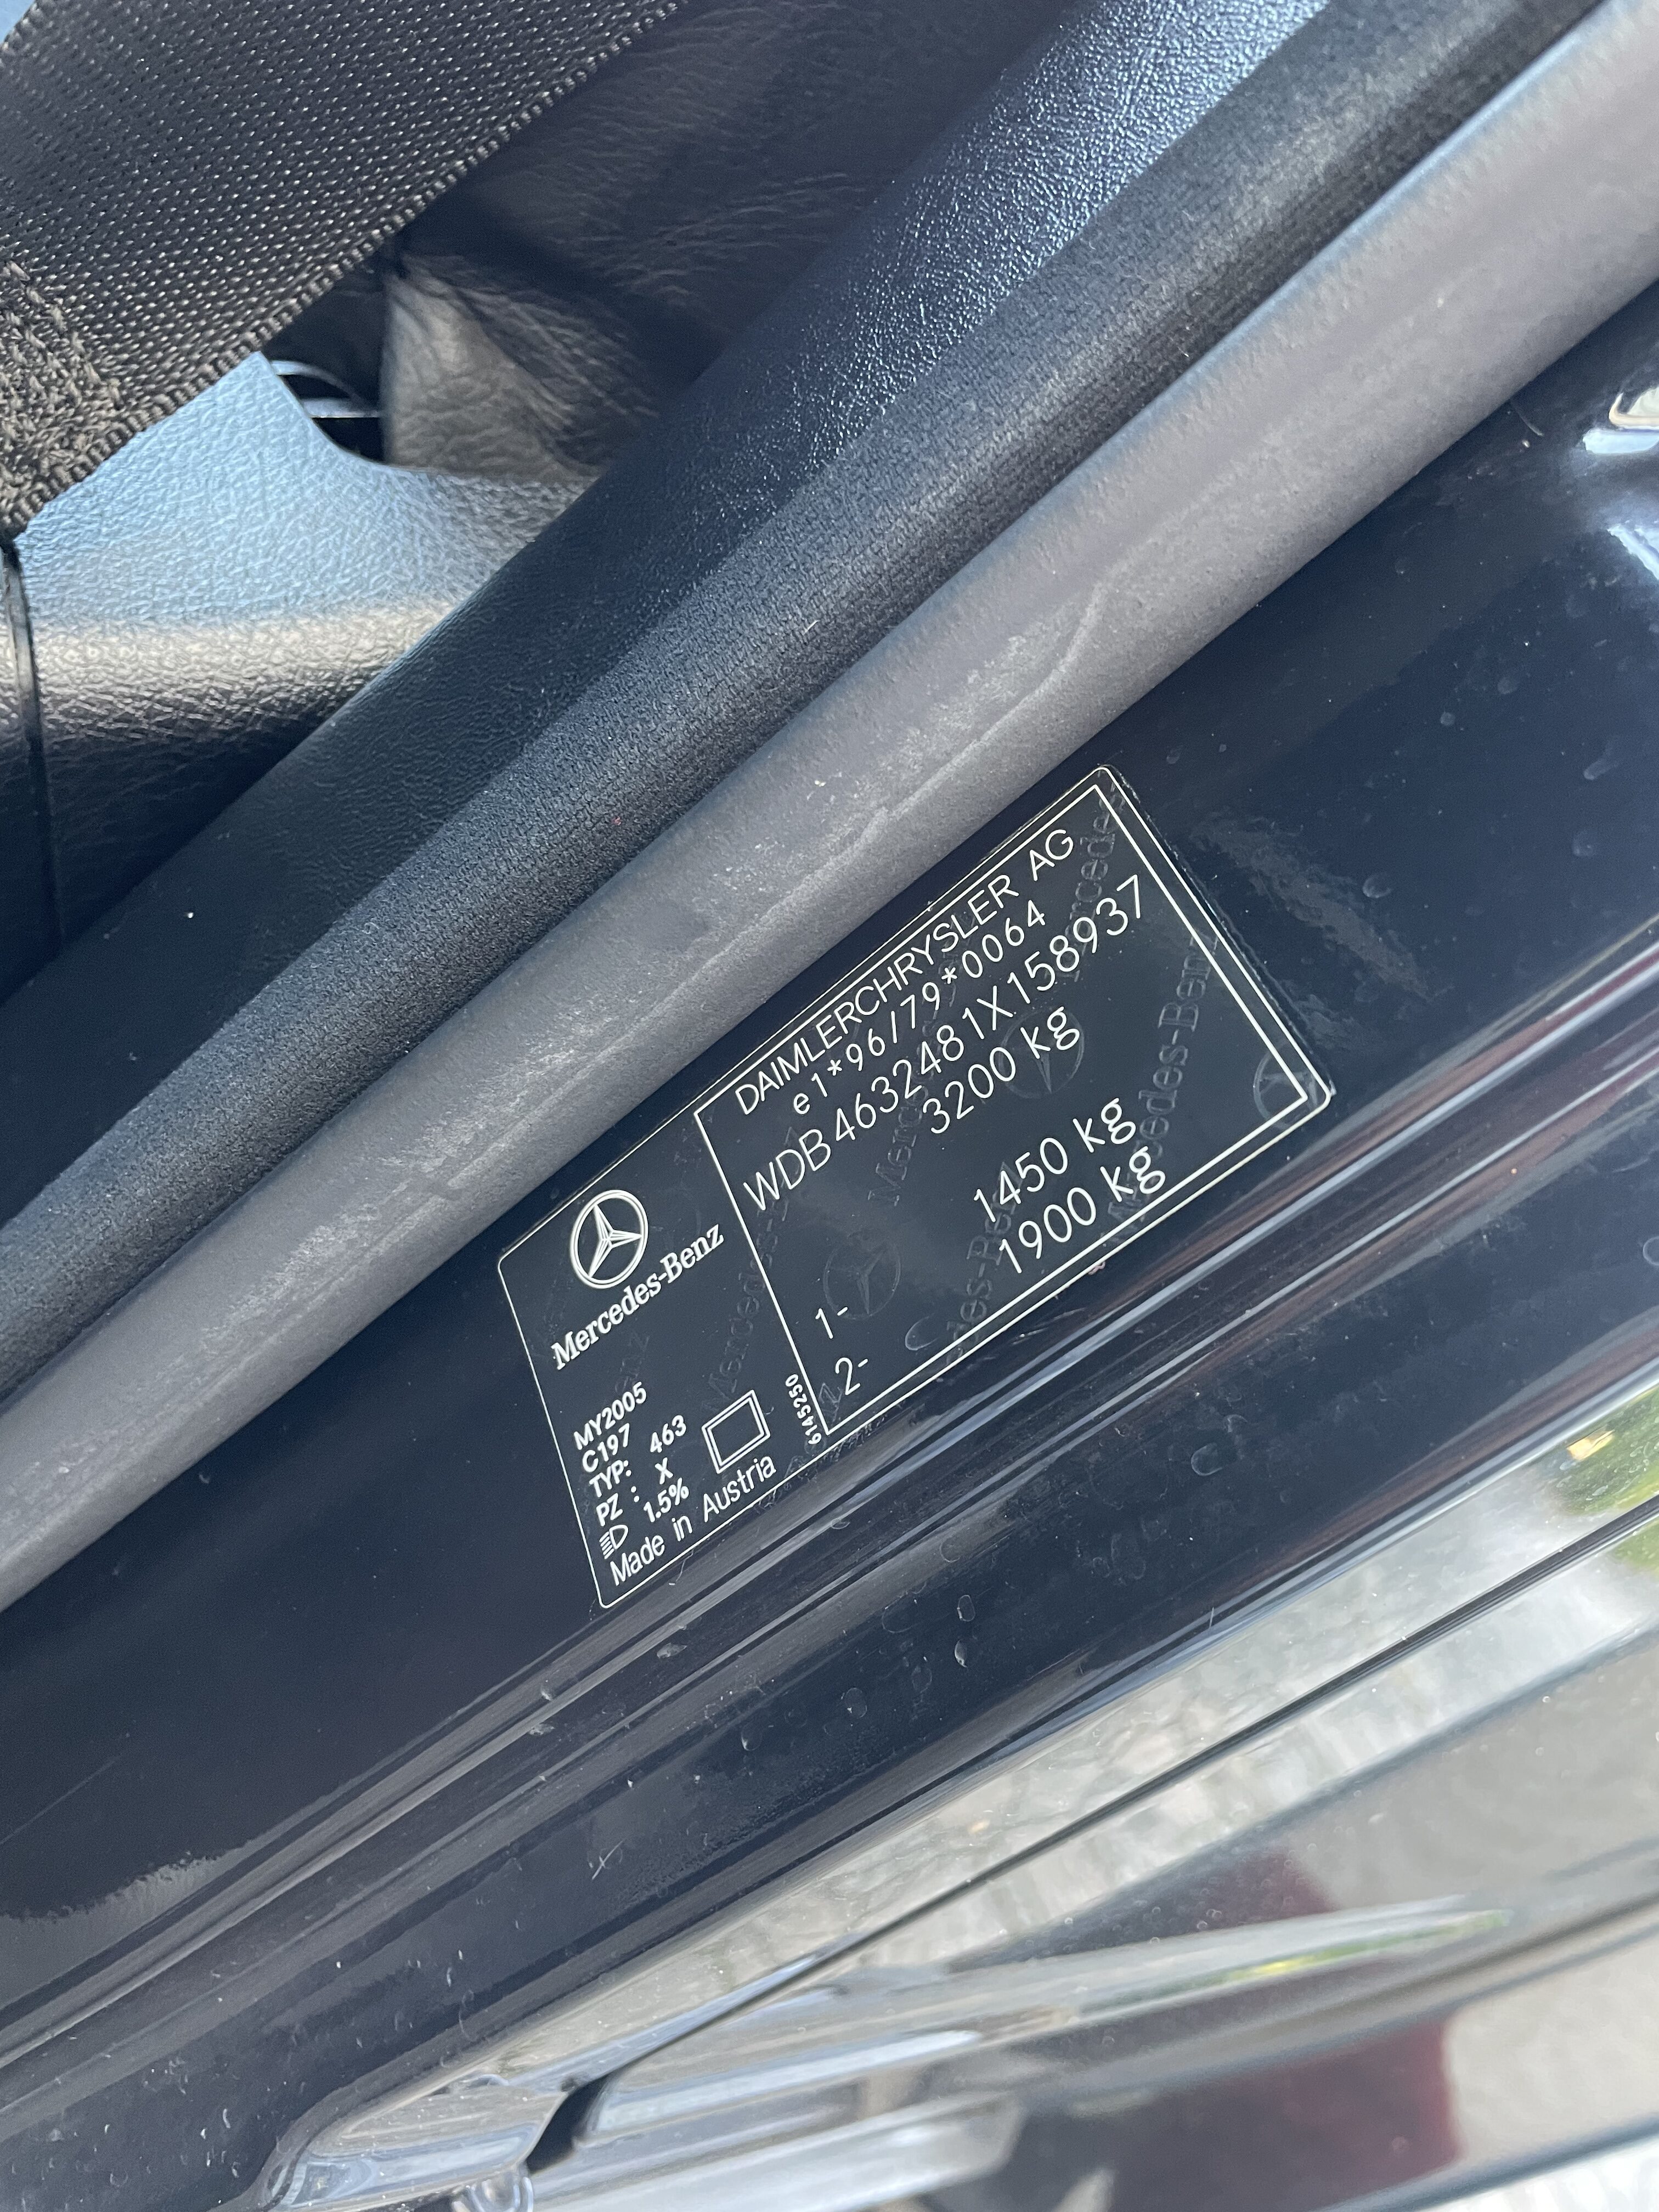 Mercedes-Benz
MY2005
C197
TYP: 463
PZ : X
1.5%
Made in Austria
6145250
DAIMLERCHRYSLER AG
e1*96/79*0064
WDB4632481X158937
3200 kg
1- 1450 kg
2- 1900 kg